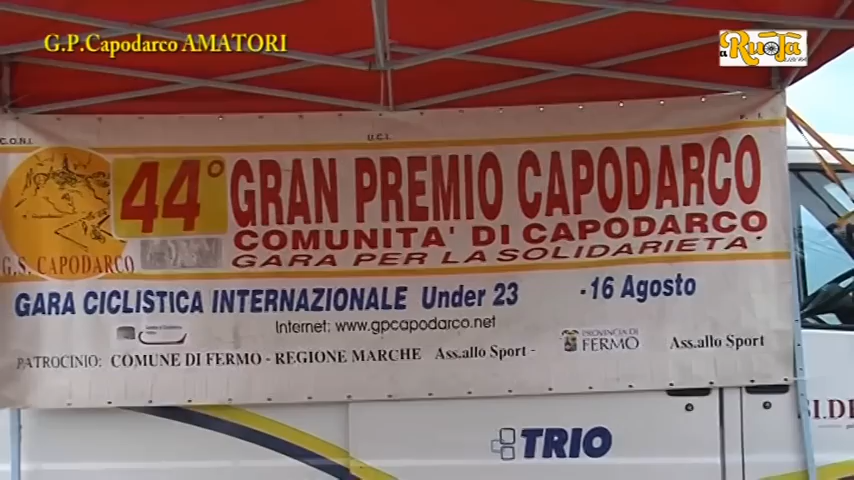 G.P.Capodarco AMATORI
la Ruota
C.O.N.I.
U.C.I.
F.C.I.
44° GRAN PREMIO CAPODARCO
COMUNITA' DI CAPODARCO
GARA PER LA SOLIDARIETA'
G.S. CAPODARCO
GARA CICLISTICA INTERNAZIONALE Under 23 -16 Agosto
Internet: www.gpcapodarco.net
PATROCINIO: COMUNE DI FERMO - REGIONE MARCHE Ass.allo Sport - PROVINCIA DI FERMO Ass.allo Sport
TRIO